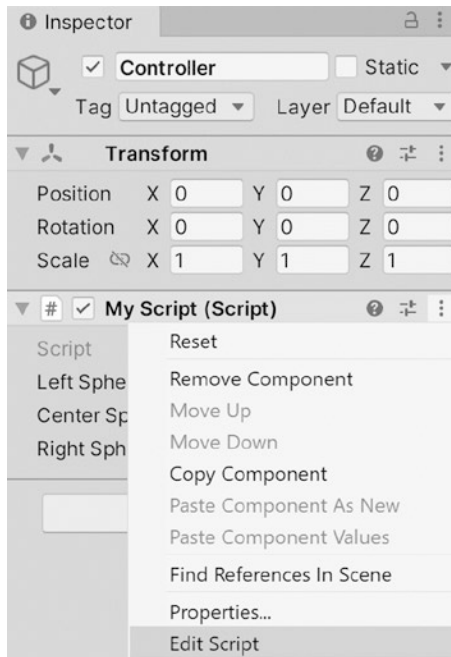 Inspector
Controller Static
Tag Untagged Layer Default
Transform
Position X 0 Y 0 Z 0
Rotation X 0 Y 0 Z 0
Scale X 1 Y 1 Z 1
# My Script (Script)
Script
Left Sphe
Center Sp
Right Sph
Reset
Remove Component
Move Up
Move Down
Copy Component
Paste Component As New
Paste Component Values
Find References In Scene
Properties...
Edit Script